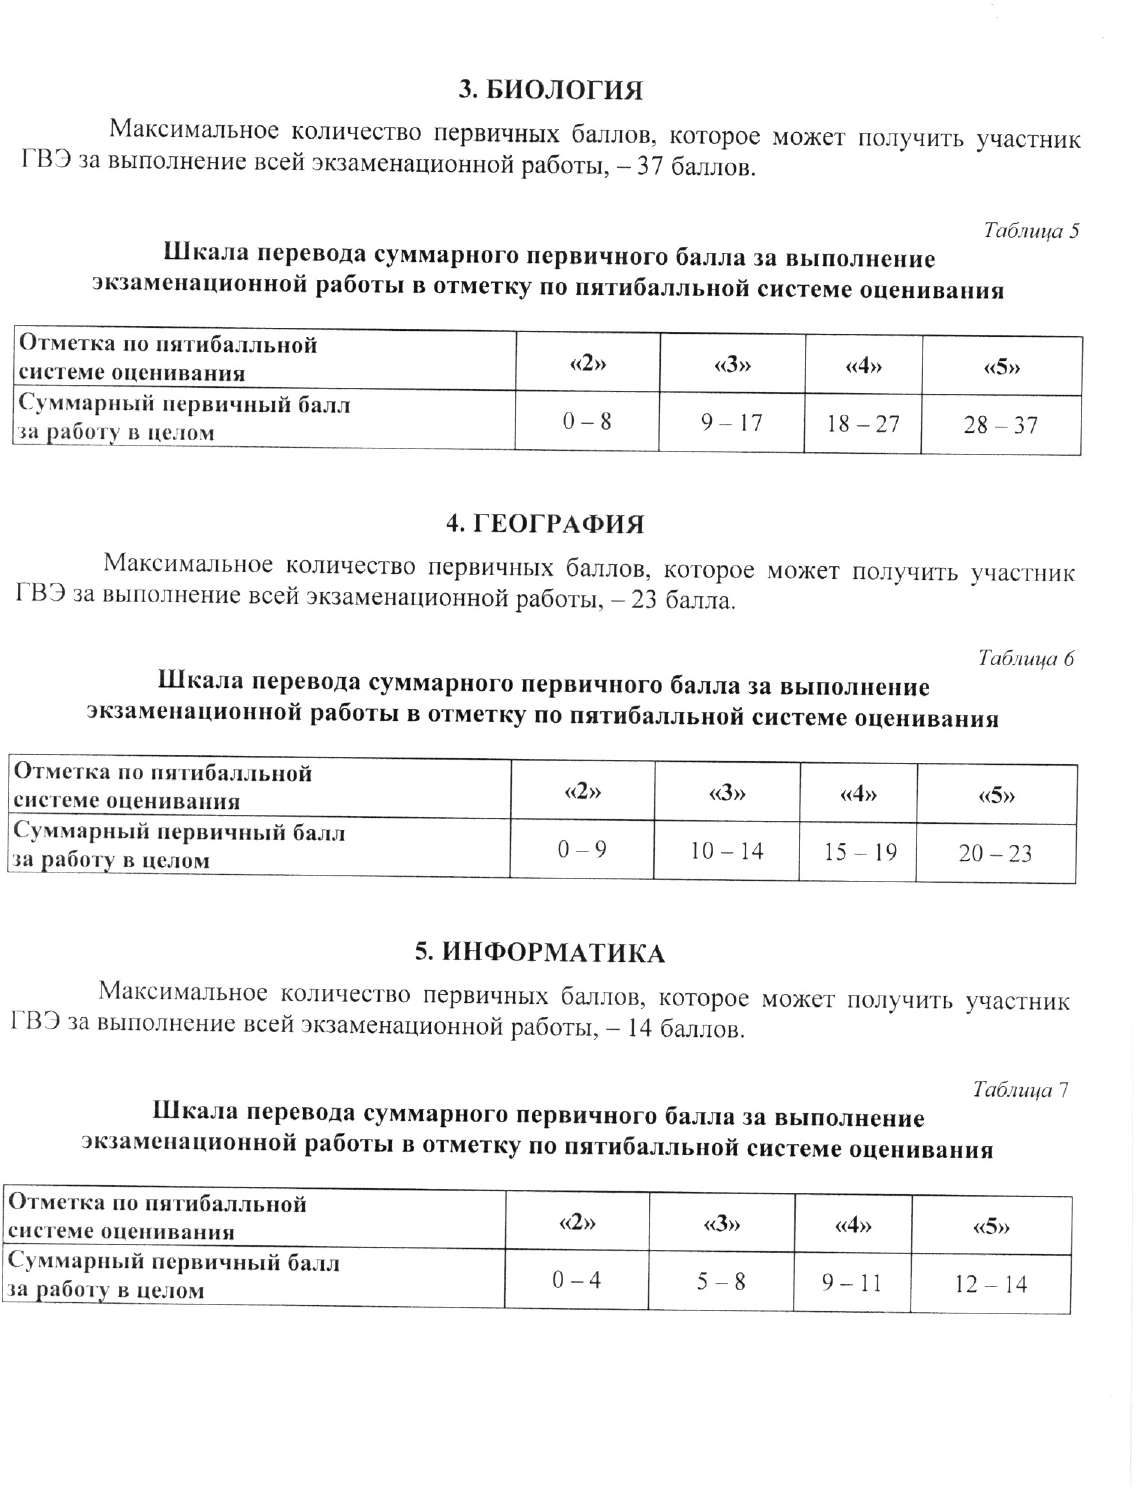 3. БИОЛОГИЯ
Максимальное количество первичных баллов, которое может получить участник
ГВЭ за выполнение всей экзаменационной работы, – 37 баллов.
Таблица 5
Шкала перевода суммарного первичного балла за выполнение
экзаменационной работы в отметку по пятибалльной системе оценивания
Отметка по пятибалльной
системе оценивания
«2» «3» «4» «5»
Суммарный первичный балл
за работу в целом
0 – 8 9 – 17 18 – 27 28 – 37
4. ГЕОГРАФИЯ
Максимальное количество первичных баллов, которое может получить участник
ГВЭ за выполнение всей экзаменационной работы, – 23 балла.
Таблица 6
Шкала перевода суммарного первичного балла за выполнение
экзаменационной работы в отметку по пятибалльной системе оценивания
Отметка по пятибалльной
системе оценивания
«2» «3» «4» «5»
Суммарный первичный балл
за работу в целом
0 – 9 10 – 14 15 – 19 20 – 23
5. ИНФОРМАТИКА
Максимальное количество первичных баллов, которое может получить участник
ГВЭ за выполнение всей экзаменационной работы, – 14 баллов.
Таблица 7
Шкала перевода суммарного первичного балла за выполнение
экзаменационной работы в отметку по пятибалльной системе оценивания
Отметка по пятибалльной
системе оценивания
«2» «3» «4» «5»
Суммарный первичный балл
за работу в целом
0 – 4 5 – 8 9 – 11 12 – 14